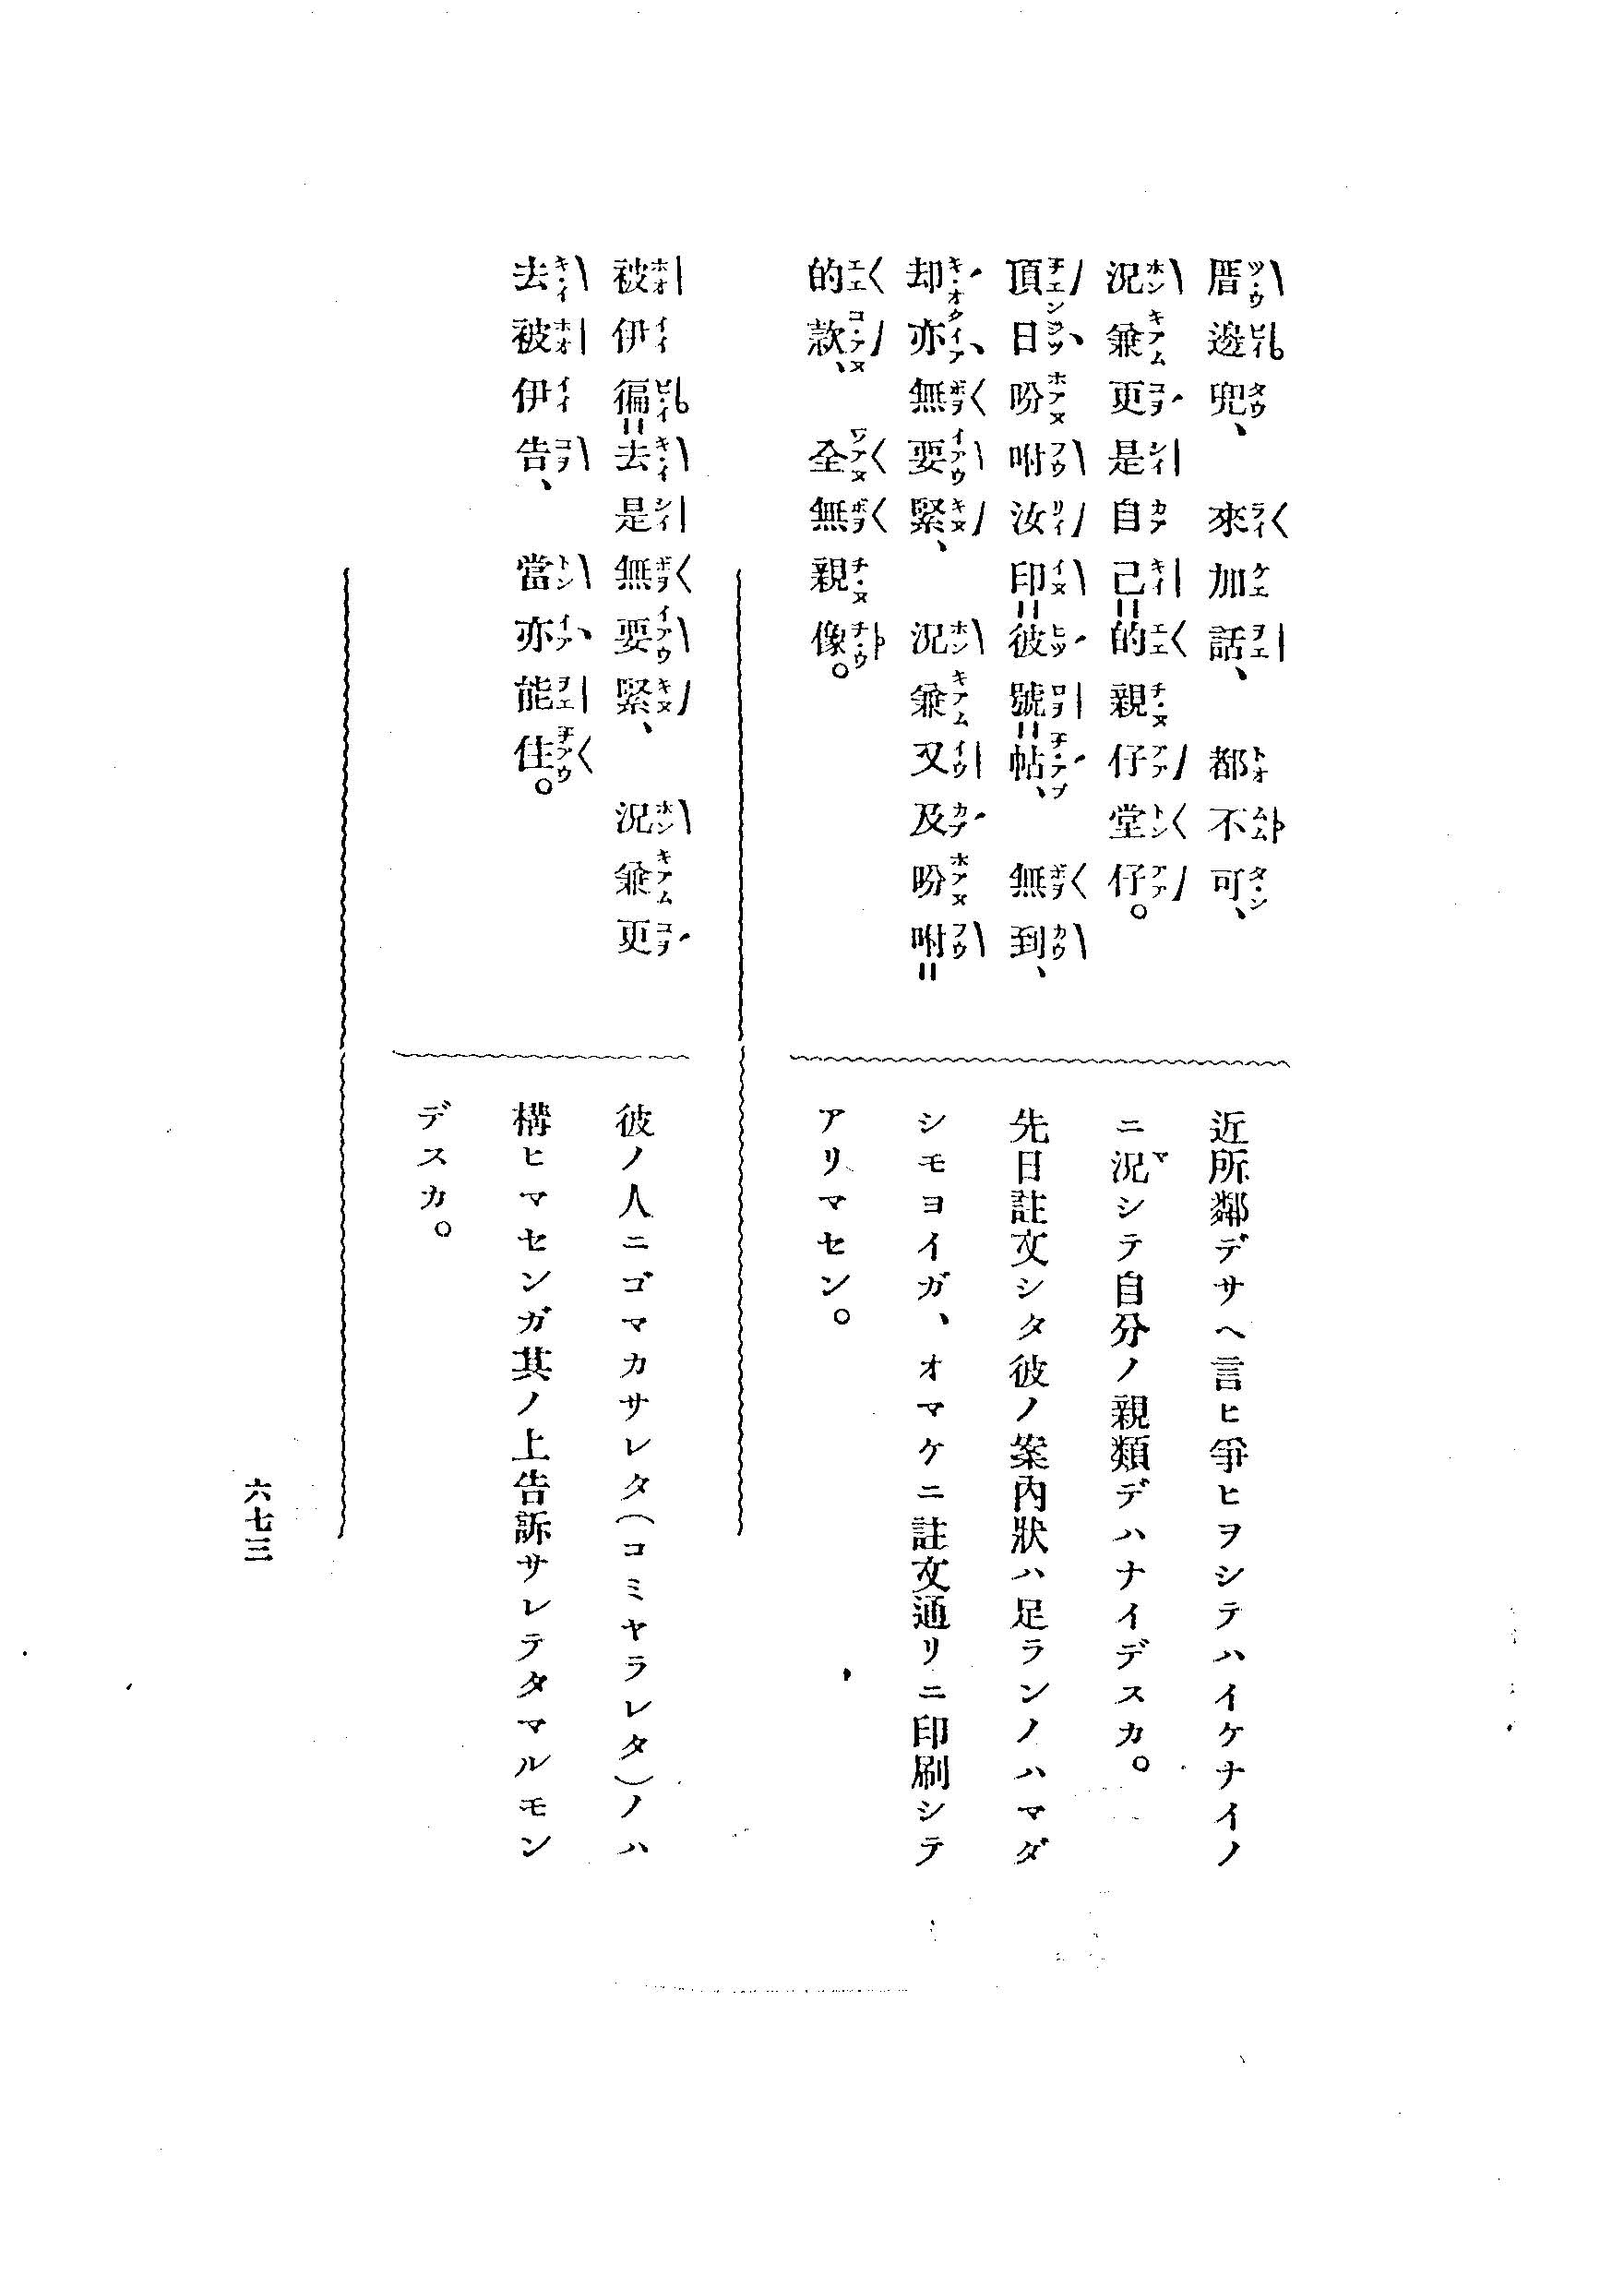 厝邊兜、　來加話、　都不可、
况兼更是自己＝的親仔堂仔。
頂日吩咐汝印＝彼號＝帖、　無到、
却亦無要緊、　况兼又及吩咐＝
的款、　全無親像。
近所鄰デサヘ言ヒ爭ヒヲシテハイケナイノ
ニ况シテ自分ノ親類デハナイデスカ。
先日註文シタ彼ノ案內狀ハ足ランノハマダ
シモヨイガ、オマケニ註文通リニ印刷シテ
アリマセン。
被伊徧＝去是無要緊、　况兼更
去被伊告、　當亦能住。
彼ノ人ニゴマカサレタ（コミヤラレタ）ノハ
構ヒマセンガ其ノ上告訴サレテタマルモン
デスカ。
六七三